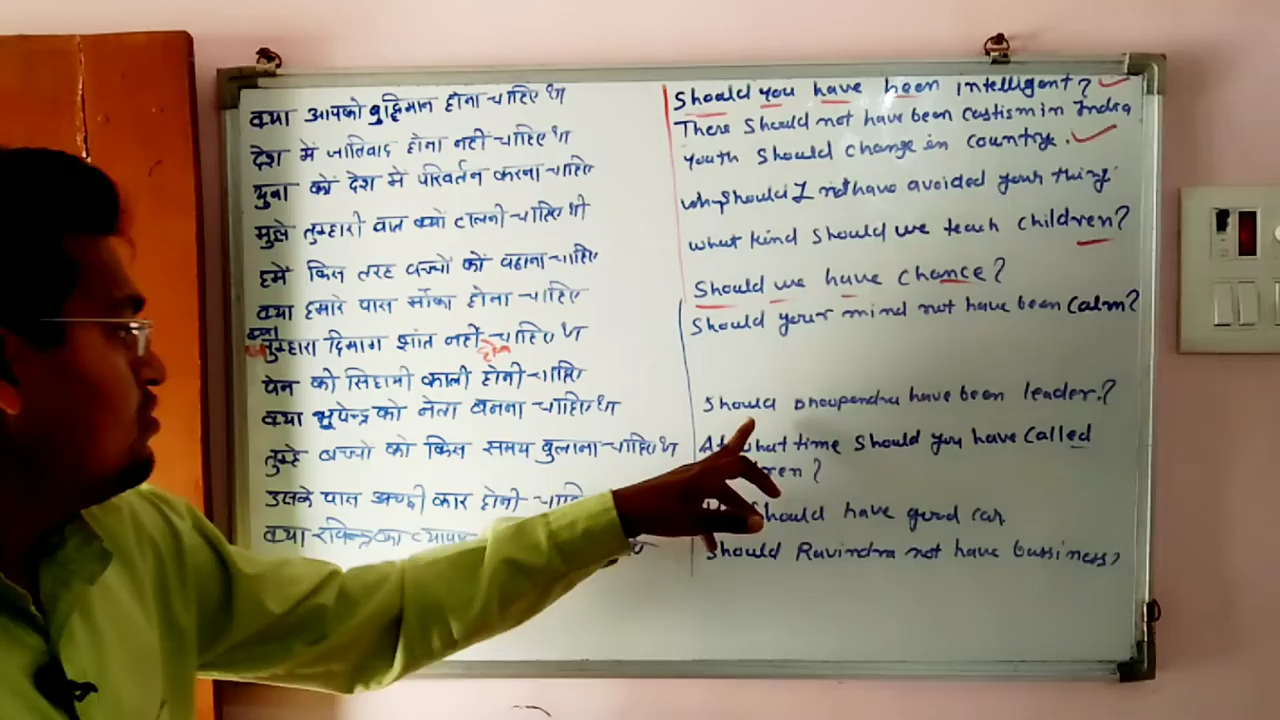 क्या आपको बुद्धिमान होना चाहिए था
देश में जातिवाद होना नहीं चाहिए था
युवा को देश में परिवर्तन करना चाहिए
मुझे तुम्हारी बात क्यों टालनी चाहिए थी
हमें किस तरह बच्चों को पढाना चाहिए
क्या हमारे पास मौका होना चाहिए
क्या
तुम्हारा दिमाग शांत नहीं चाहिए था
होना
पेन की सिहामी काली होनी चाहिए
क्या भूपेन्द्र को नेता बनना चाहिए था
तुम्हे बच्चो को किस समय बुलाना चाहिए था
उसके पास अच्छी कार होनी
क्या रविन्द्र का व्यापार
Should you have been intelligent?
There should not have been castism in India
Youth should change in country.
Why should I not have avoided your thing
What kind should we teach children?
Should we have chance?
Should your mind not have been calm?
Should Bhoopendra have been leader.?
At what time should you have called
ren?
should have good car.
Should Ravindra not have bussiness?